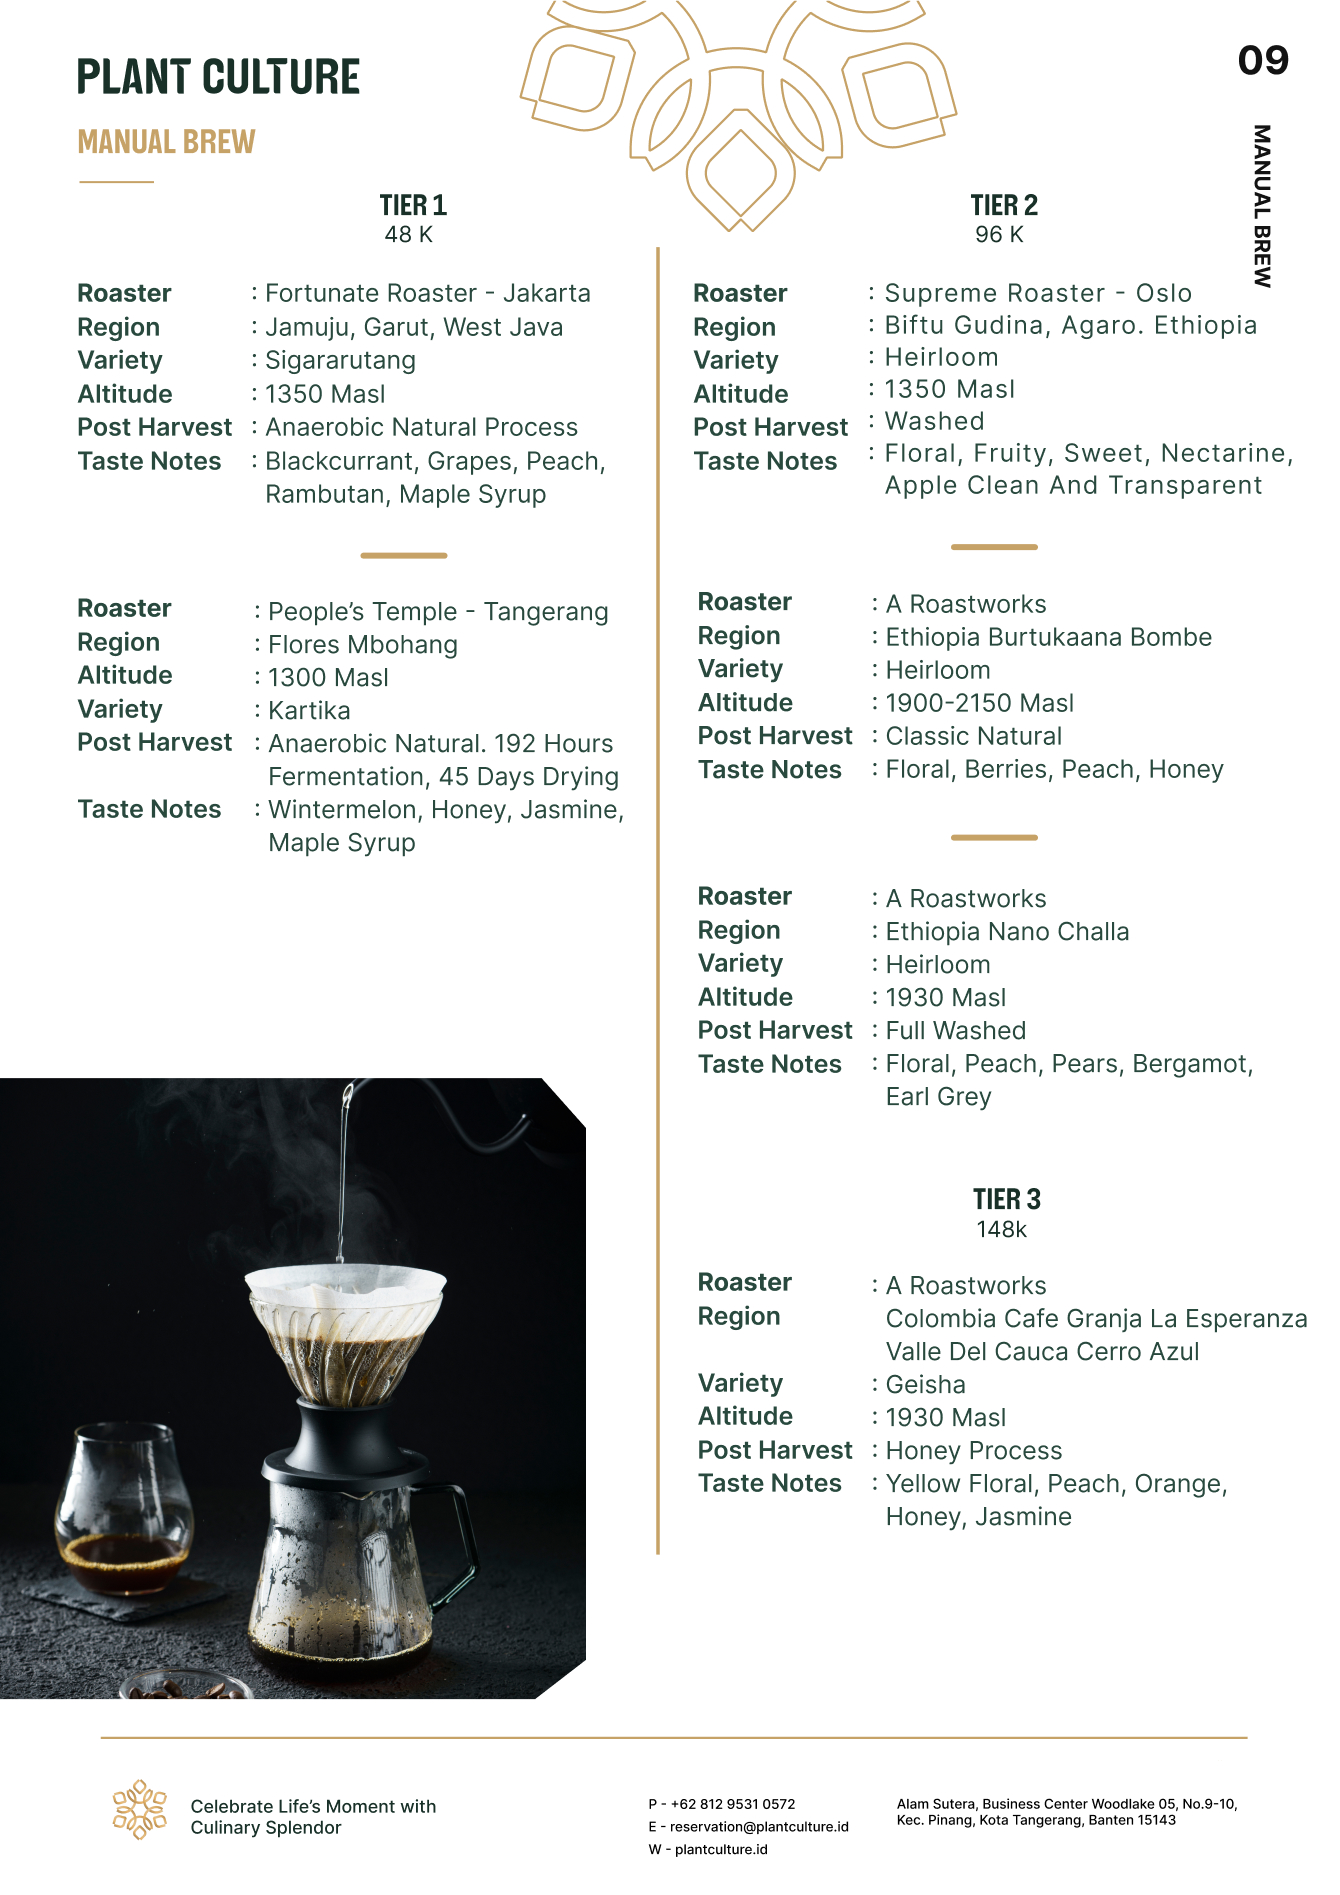 PLANT CULTURE
MANUAL BREW
09
MANUAL BREW
TIER 1
48 K
Roaster : Fortunate Roaster - Jakarta
Region : Jamuju, Garut, West Java
Variety : Sigararutang
Altitude : 1350 Masl
Post Harvest : Anaerobic Natural Process
Taste Notes : Blackcurrant, Grapes, Peach,
Rambutan, Maple Syrup
Roaster : People’s Temple - Tangerang
Region : Flores Mbohang
Altitude : 1300 Masl
Variety : Kartika
Post Harvest : Anaerobic Natural. 192 Hours
Fermentation, 45 Days Drying
Taste Notes : Wintermelon, Honey, Jasmine,
Maple Syrup
TIER 2
96 K
Roaster : Supreme Roaster - Oslo
Region : Biftu Gudina, Agaro. Ethiopia
Variety : Heirloom
Altitude : 1350 Masl
Post Harvest : Washed
Taste Notes : Floral, Fruity, Sweet, Nectarine,
Apple Clean And Transparent
Roaster : A Roastworks
Region : Ethiopia Burtukaana Bombe
Variety : Heirloom
Altitude : 1900-2150 Masl
Post Harvest : Classic Natural
Taste Notes : Floral, Berries, Peach, Honey
Roaster : A Roastworks
Region : Ethiopia Nano Challa
Variety : Heirloom
Altitude : 1930 Masl
Post Harvest : Full Washed
Taste Notes : Floral, Peach, Pears, Bergamot,
Earl Grey
TIER 3
148k
Roaster : A Roastworks
Region Colombia Cafe Granja La Esperanza
Valle Del Cauca Cerro Azul
Variety : Geisha
Altitude : 1930 Masl
Post Harvest : Honey Process
Taste Notes : Yellow Floral, Peach, Orange,
Honey, Jasmine
Celebrate Life’s Moment with
Culinary Splendor
P - +62 812 9531 0572
E - reservation@plantculture.id
W - plantculture.id
Alam Sutera, Business Center Woodlake 05, No.9-10,
Kec. Pinang, Kota Tangerang, Banten 15143